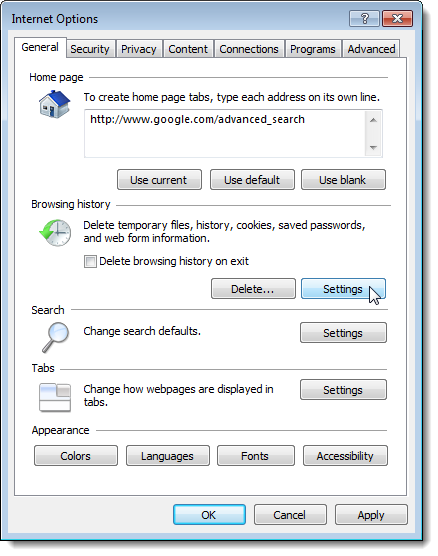 Internet Options
General Security Privacy Content Connections Programs Advanced
Home page
To create home page tabs, type each address on its own line.
http://www.google.com/advanced_search
Use current Use default Use blank
Browsing history
Delete temporary files, history, cookies, saved passwords,
and web form information.
Delete browsing history on exit
Delete... Settings
Search
Change search defaults. Settings
Tabs
Change how webpages are displayed in
tabs.
Settings
Appearance
Colors Languages Fonts Accessibility
OK Cancel Apply